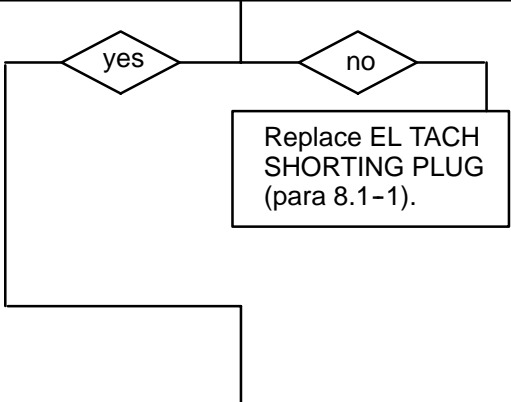 yes
no
Replace EL TACH
SHORTING PLUG
(para 8.1-1).